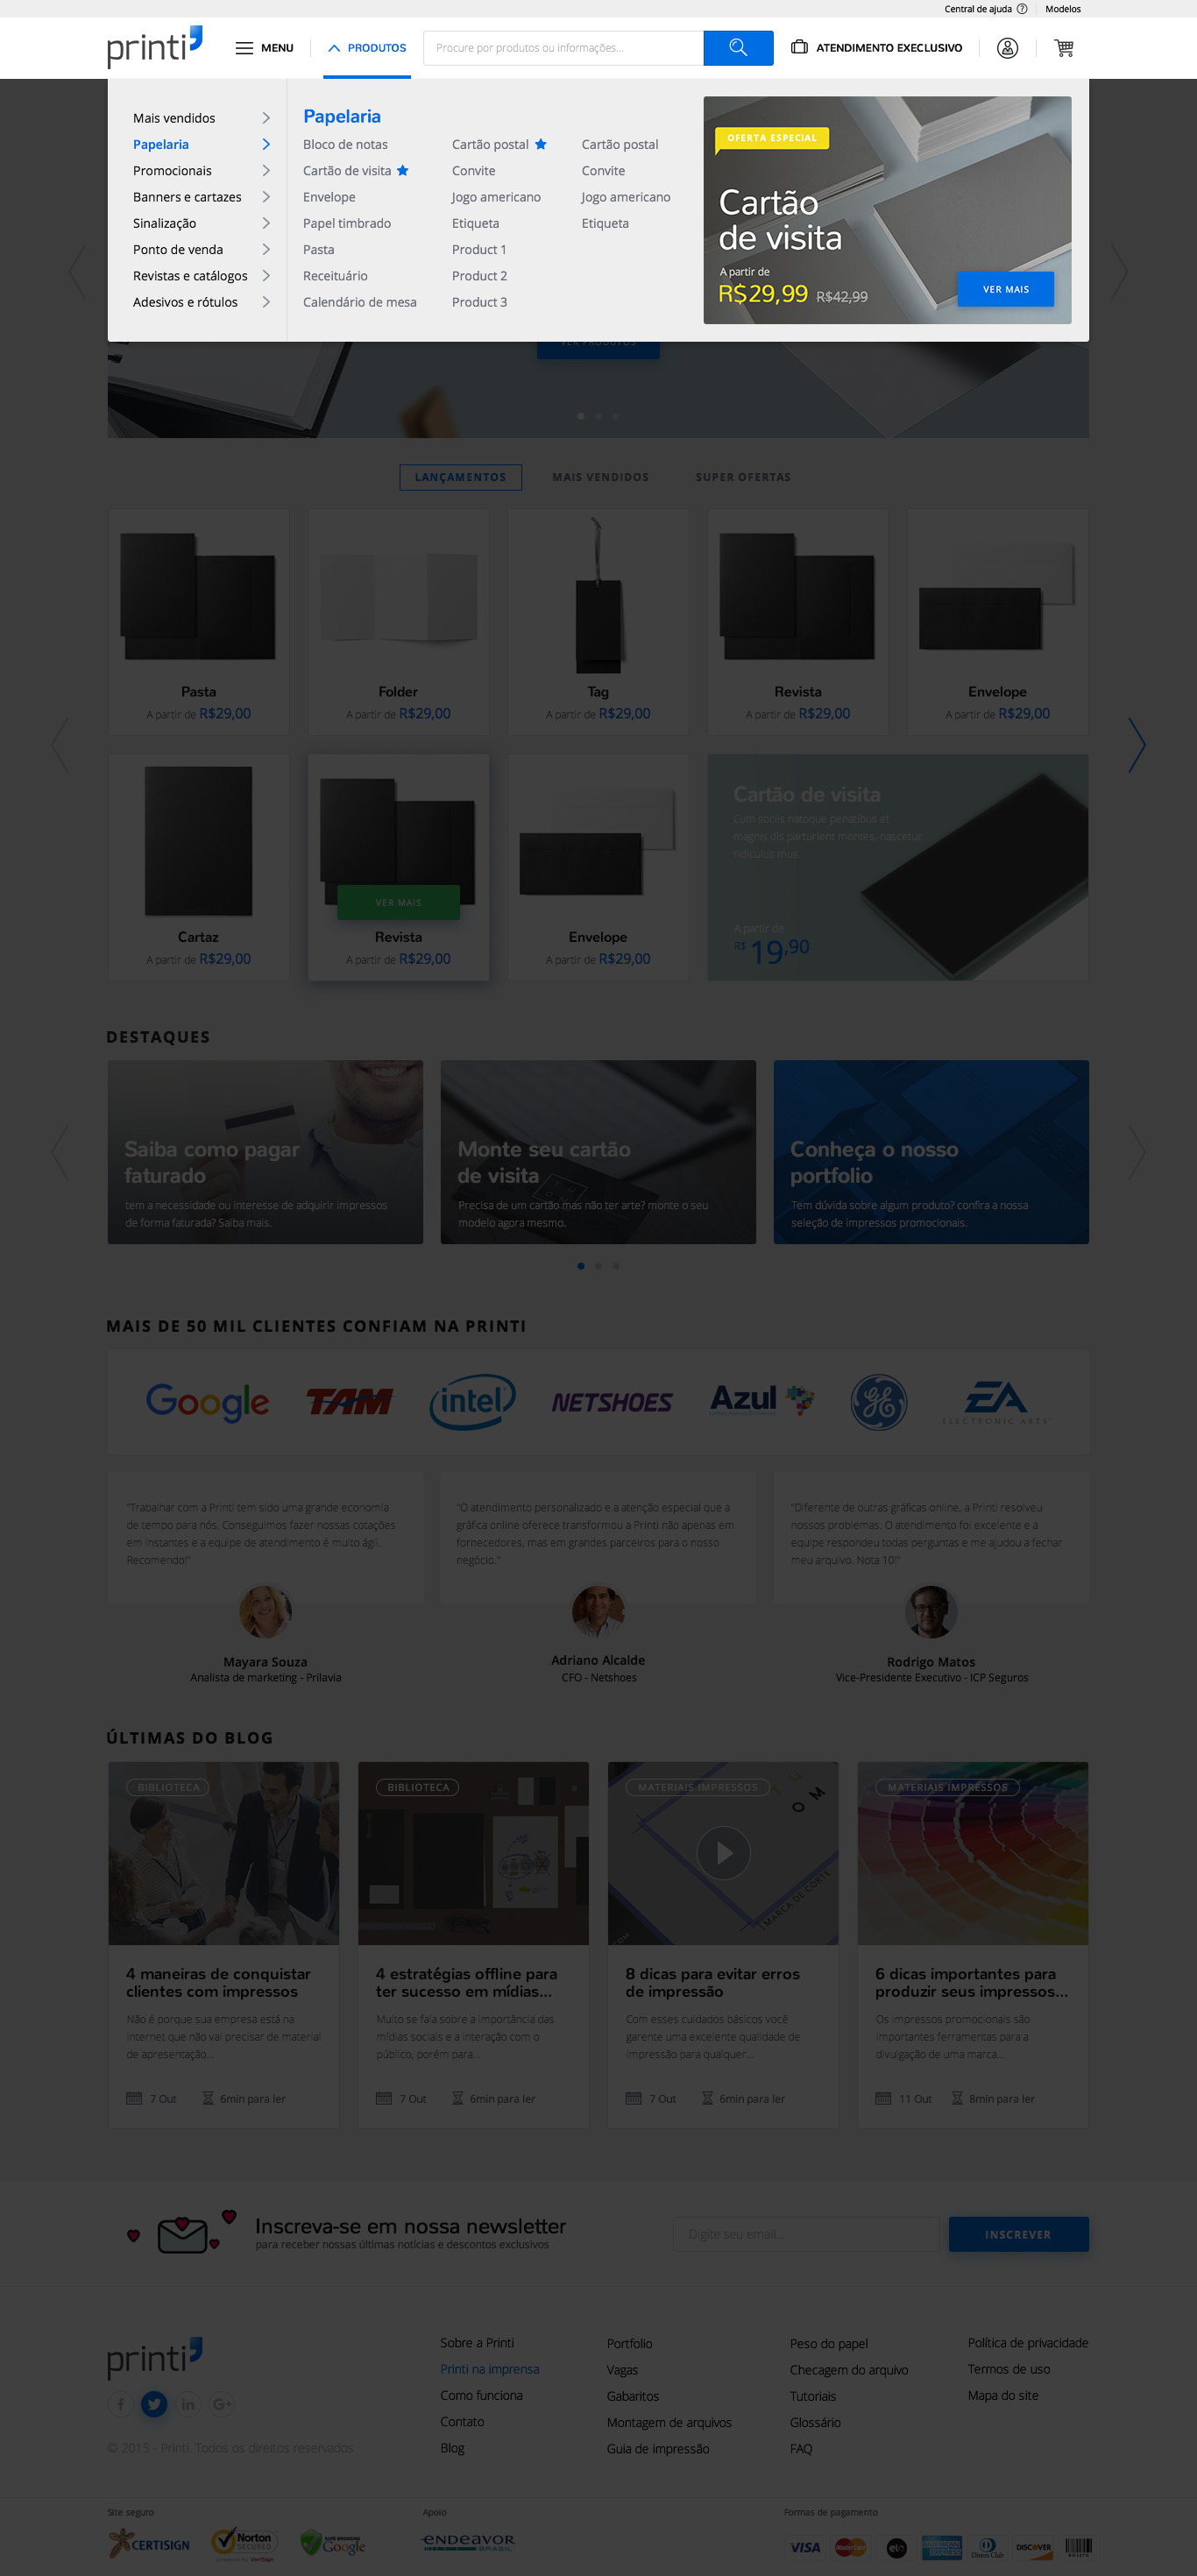 Central de ajuda ? Modelos
printi
MENU
PRODUTOS
Procure por produtos ou informações...
ATENDIMENTO EXECLUSIVO
Mais vendidos
Papelaria
Promocionais
Banners e cartazes
Sinalização
Ponto de venda
Revistas e catálogos
Adesivos e rótulos
Papelaria
Bloco de notas
Cartão de visita
Envelope
Papel timbrado
Pasta
Receituário
Calendário de mesa
Cartão postal
Convite
Jogo americano
Etiqueta
Product 1
Product 2
Product 3
Cartão postal
Convite
Jogo americano
Etiqueta
OFERTA ESPECIAL
Cartão
de visita
A partir de
R$29,99 R$42,99
VER MAIS
VER PRODUTOS
LANÇAMENTOS
MAIS VENDIDOS
SUPER OFERTAS
Pasta
A partir de R$29,00
Folder
A partir de R$29,00
Tag
A partir de R$29,00
Revista
A partir de R$29,00
Envelope
A partir de R$29,00
Cartaz
A partir de R$29,00
VER MAIS
Revista
A partir de R$29,00
Envelope
A partir de R$29,00
Cartão de visita
Cum sociis natoque penatibus et
magnis dis parturient montes, nascetur
ridiculus mus.
A partir de
R$ 19,90
DESTAQUES
Saiba como pagar
faturado
tem a necessidade ou interesse de adquirir impressos
de forma faturada? Saiba mais.
Monte seu cartão
de visita
Precisa de um cartão mas não ter arte? monte o seu
modelo agora mesmo.
Conheça o nosso
portfolio
Tem dúvida sobre algum produto? confira a nossa
seleção de impressos promocionais.
MAIS DE 50 MIL CLIENTES CONFIAM NA PRINTI
Google
TAM
intel
NETSHOES
Azul
GE
EA
ELECTRONIC ARTS
"Trabalhar com a Printi tem sido uma grande economia
de tempo para nós. Conseguimos fazer nossas cotações
em instantes e a equipe de atendimento é muito ágil.
Recomendo!"
Mayara Souza
Analista de marketing - Prilavia
"O atendimento personalizado e a atenção especial que a
gráfica online oferece transformou a Printi não apenas em
fornecedores, mas em grandes parceiros para o nosso
negócio."
Adriano Alcalde
CFO - Netshoes
"Diferente de outras gráficas online, a Printi resolveu
nossos problemas. O atendimento foi excelente e a
equipe respondeu todas perguntas e me ajudou a fechar
meu arquivo. Nota 10!"
Rodrigo Matos
Vice-Presidente Executivo - ICP Seguros
ÚLTIMAS DO BLOG
BIBLIOTECA
4 maneiras de conquistar
clientes com impressos
Não é porque sua empresa está na
internet que não vai precisar de material
de apresentação...
7 Out 6min para ler
BIBLIOTECA
4 estratégias offline para
ter sucesso em mídias...
Muito se fala sobre a importância das
mídias sociais e a interação com o
público, porém para...
7 Out 6min para ler
MATERIAIS IMPRESSOS
MARCA DE CORTE
8 dicas para evitar erros
de impressão
Com esses cuidados básicos você
garente uma excelente qualidade de
impressão para qualquer...
7 Out 6min para ler
MATERIAIS IMPRESSOS
6 dicas importantes para
produzir seus impressos...
Os impressos promocionais são
importantes ferramentas para a
divulgação de uma marca...
11 Out 8min para ler
Inscreva-se em nossa newsletter
para receber nossas últimas notícias e descontos exclusivos
Digite seu email...
INSCREVER
printi
© 2015 - Printi. Todos os direitos reservados
Sobre a Printi
Printi na imprensa
Como funciona
Contato
Blog
Portfolio
Vagas
Gabaritos
Montagem de arquivos
Guia de impressão
Peso do papel
Checagem do arquivo
Tutoriais
Glossário
FAQ
Política de privacidade
Termos de uso
Mapa do site
Site seguro
CERTISIGN
Norton
SECURED
Google
Apoio
ENDEAVOR
BRASIL
Formas de pagamento
VISA
MasterCard
elo
AMERICAN EXPRESS
Diners Club
DISCOVER
BOLETO